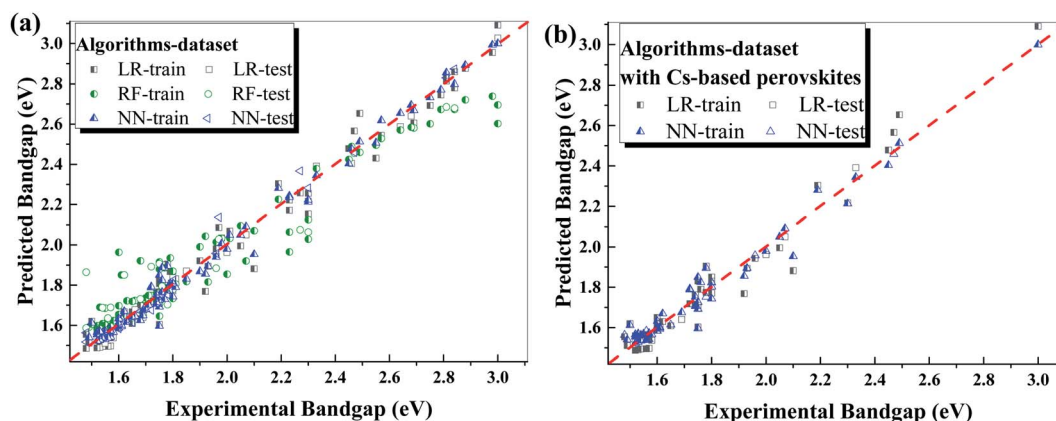 (a)
Algorithms-dataset
LR-train LR-test
RF-train RF-test
NN-train NN-test
Predicted Bandgap (eV)
3.0
2.8
2.6
2.4
2.2
2.0
1.8
1.6
1.6 1.8 2.0 2.2 2.4 2.6 2.8 3.0
Experimental Bandgap (eV)
(b)
Algorithms-dataset
with Cs-based perovskites
LR-train LR-test
NN-train NN-test
Predicted Bandgap (eV)
3.0
2.8
2.6
2.4
2.2
2.0
1.8
1.6
1.6 1.8 2.0 2.2 2.4 2.6 2.8 3.0
Experimental Bandgap (eV)